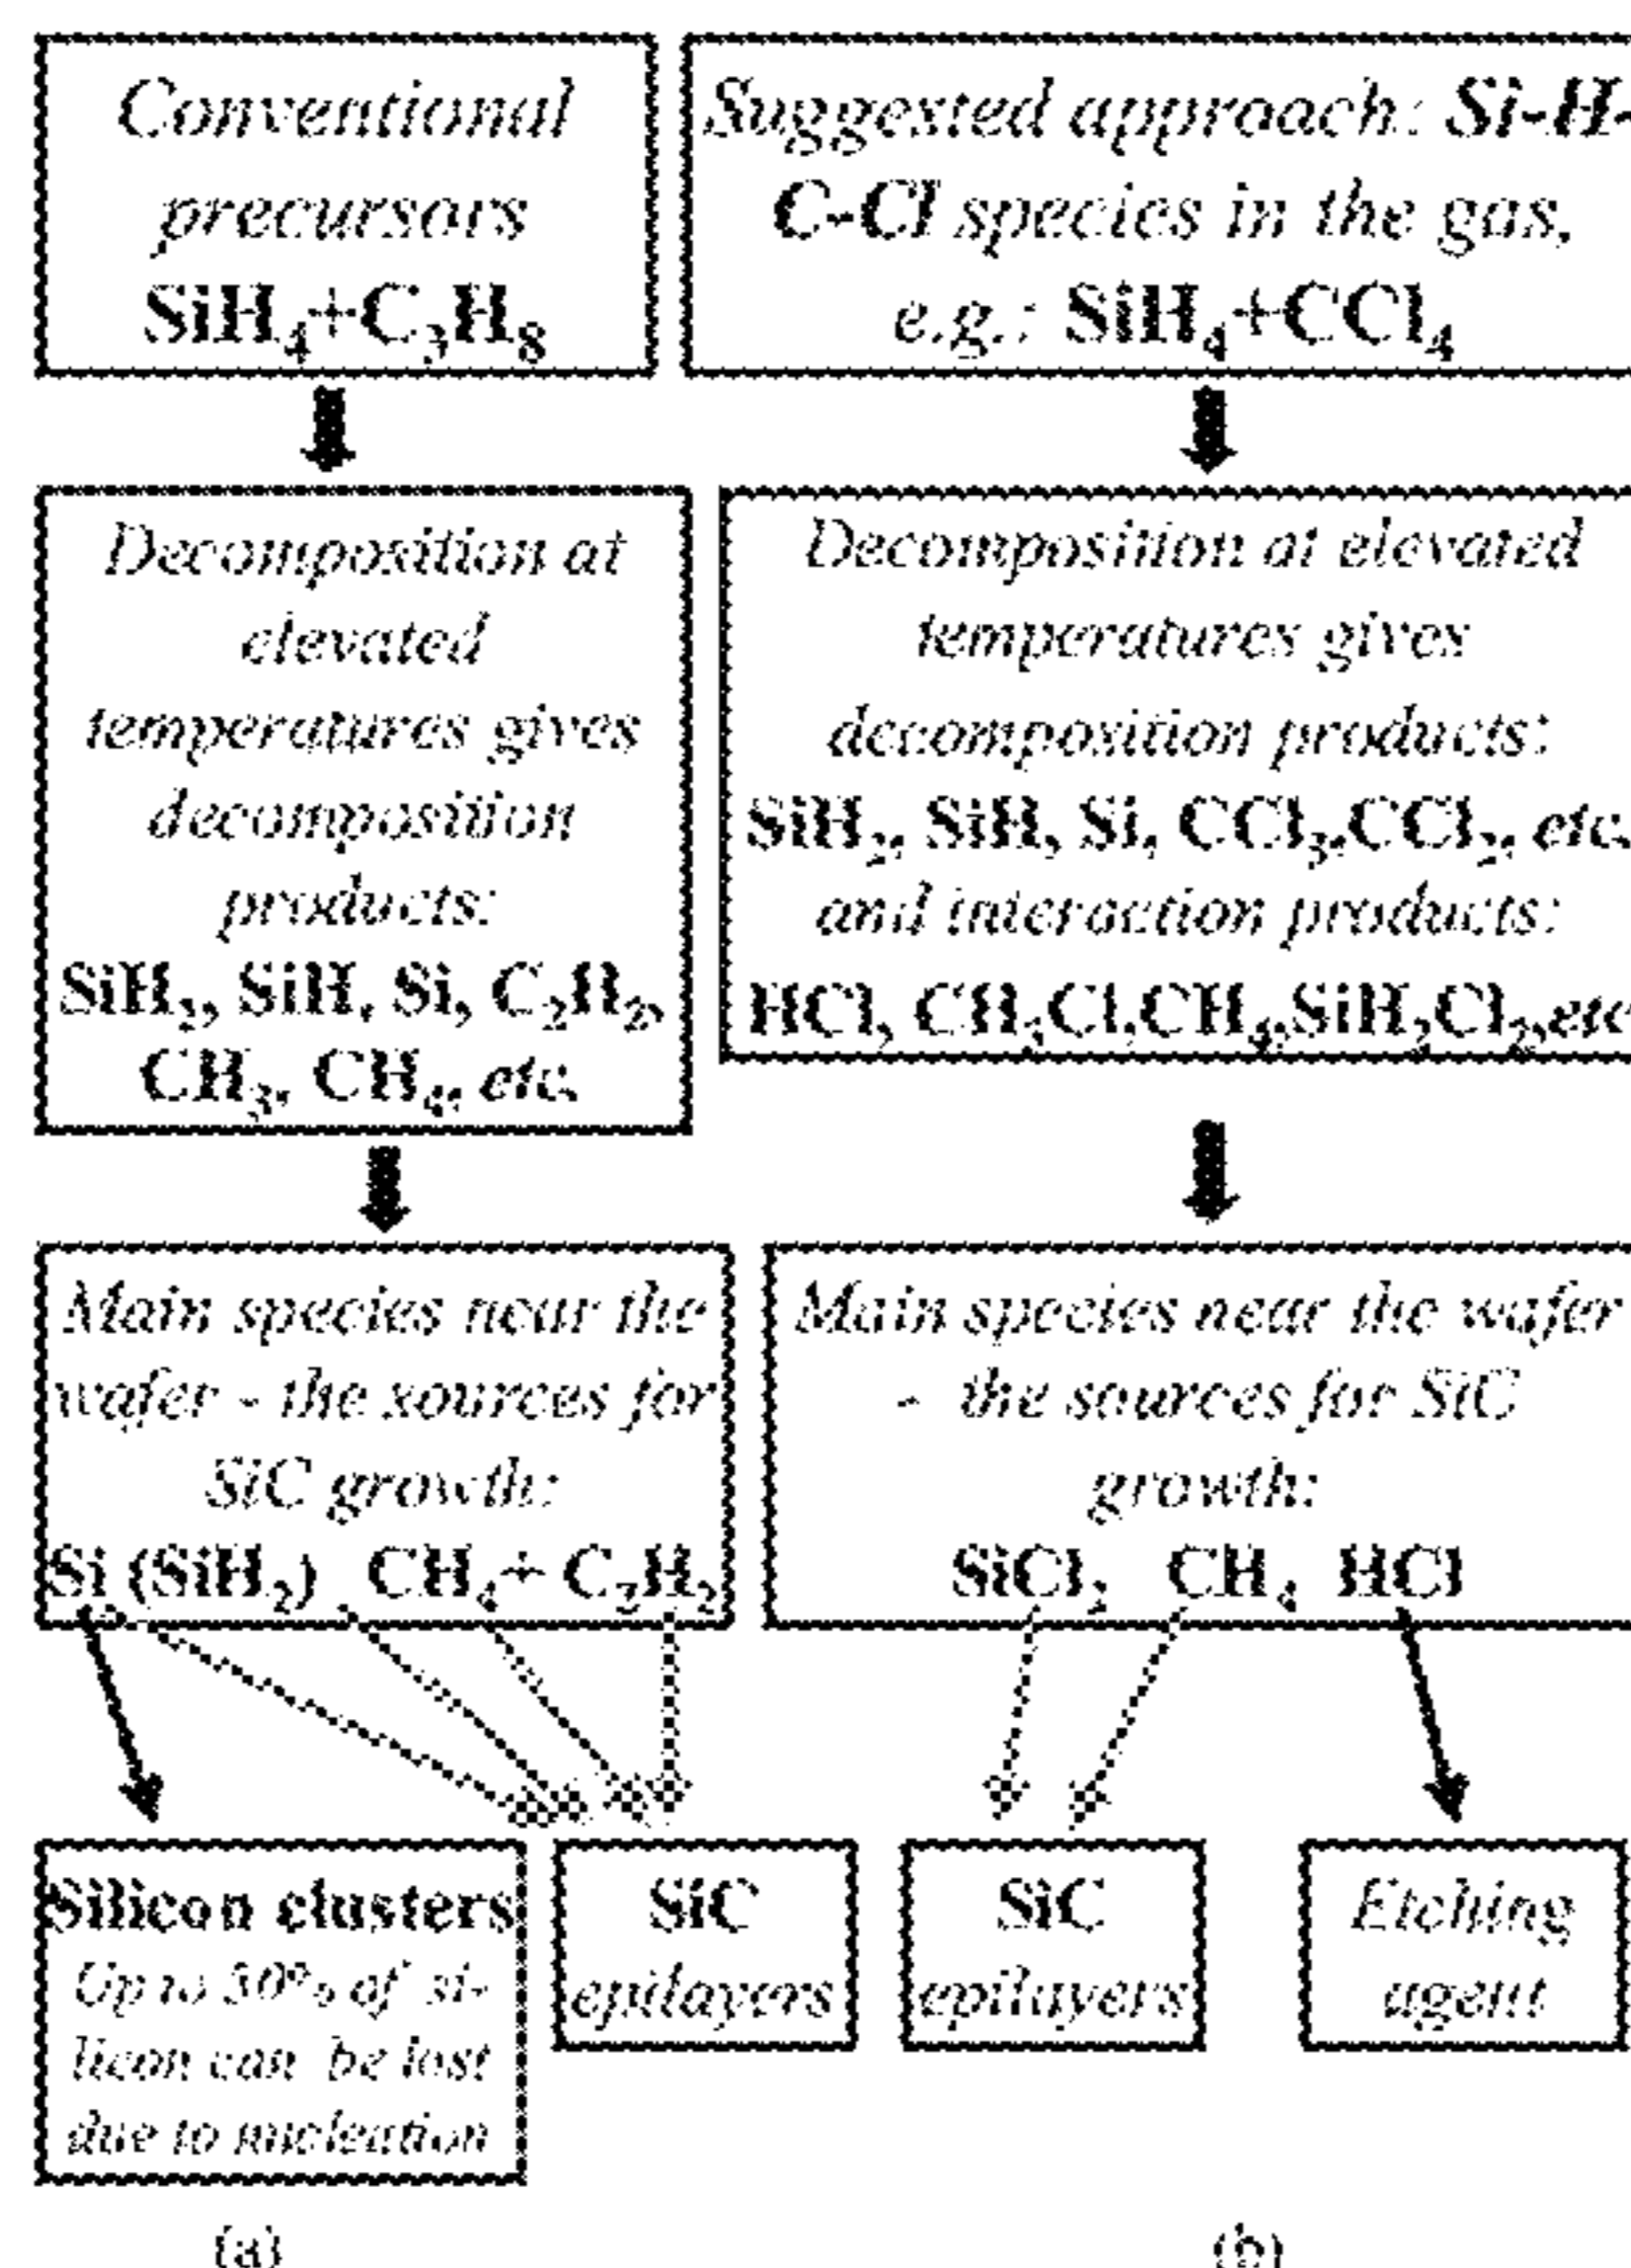 Conventional
precursors
SiH₄+C₃H₈
Suggested approach: Si-H-
C-Cl species in the gas,
e.g.: SiH₄+CCl₄
Decomposition at
elevated
temperatures gives
decomposition
products:
SiH₂, SiH, Si, C₂H₂,
CH₃, CH₄, etc.
Decomposition at elevated
temperatures gives
decomposition products:
SiH₂, SiH, Si, CCl₃,CCl₂, etc.
and interaction products:
HCl, CH₃Cl,CH₄,SiH₂Cl₂,etc
Main species near the
wafer - the sources for
SiC growth:
Si (SiH₂) , CH₄+ C₂H₂
Main species near the wafer
- the sources for SiC
growth:
SiCl₂ CH₄ HCl
Silicon clusters
Up to of si-
licon can be lost
due to nucleation
SiC
epilayers
SiC
epilayers
Etching
agent
(a)
(b)